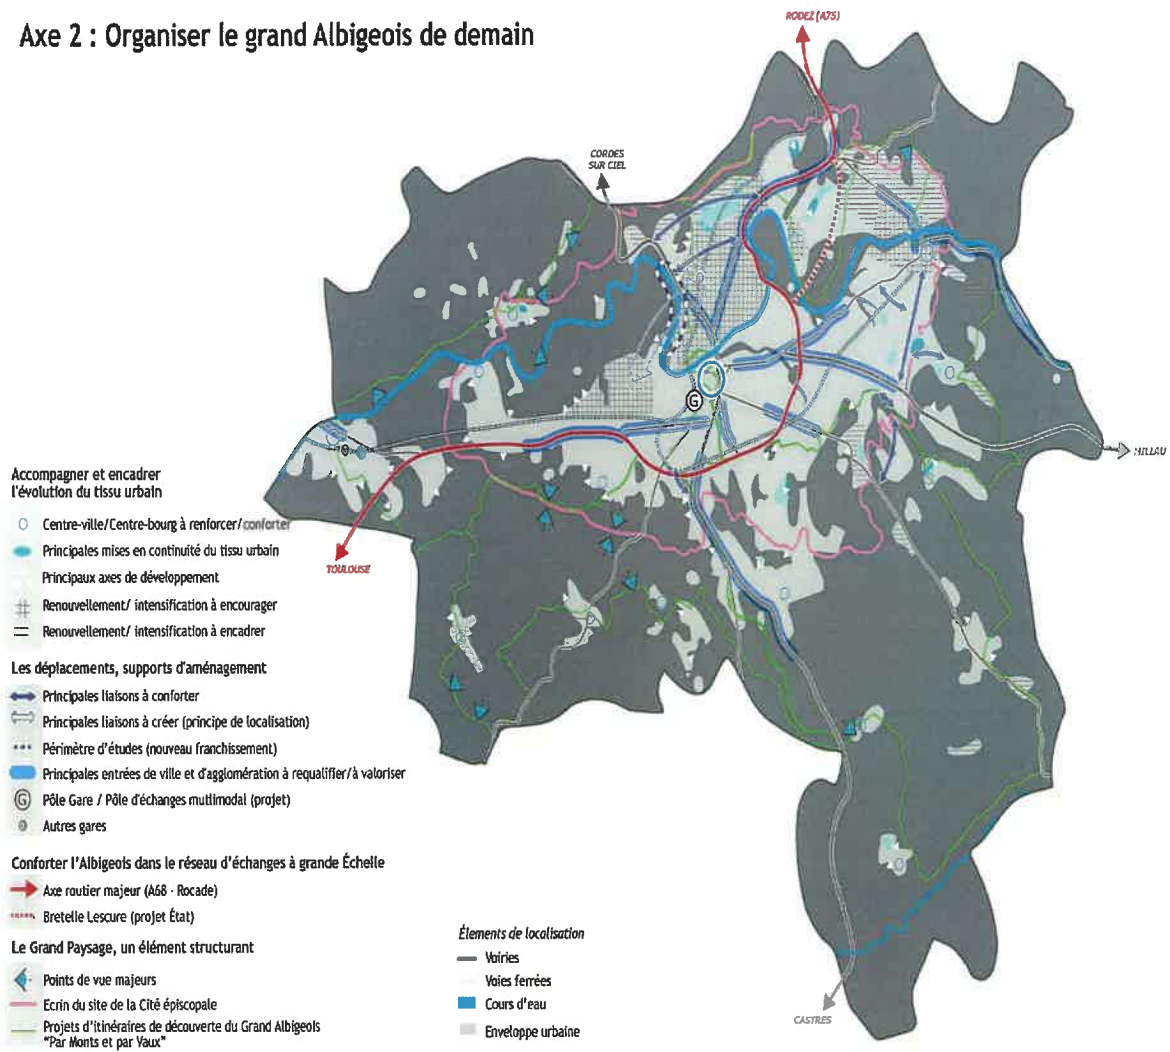 Axe 2 : Organiser le grand Albigeois de demain
RODEZ (A75)
CORDES
SUR CIEL
G
MILLAU
TOULOUSE
CASTRES
Accompagner et encadrer
l'évolution du tissu urbain
Centre-ville/Centre-bourg à renforcer/conforter
Principales mises en continuité du tissu urbain
Principaux axes de développement
Renouvellement/ intensification à encourager
Renouvellement/ intensification à encadrer
Les déplacements, supports d'aménagement
Principales liaisons à conforter
Principales liaisons à créer (principe de localisation)
Périmètre d'études (nouveau franchissement)
Principales entrées de ville et d'agglomération à requalifier/à valoriser
G Pôle Gare / Pôle d'échanges mutlimodal (projet)
Autres gares
Conforter l'Albigeois dans le réseau d'échanges à grande Échelle
Axe routier majeur (A68 - Rocade)
Bretelle Lescure (projet État)
Le Grand Paysage, un élément structurant
Points de vue majeurs
Ecrin du site de la Cité épiscopale
Projets d'itinéraires de découverte du Grand Albigeois
"Par Monts et par Vaux"
Élements de localisation
Voiries
Voies ferrées
Cours d'eau
Enveloppe urbaine